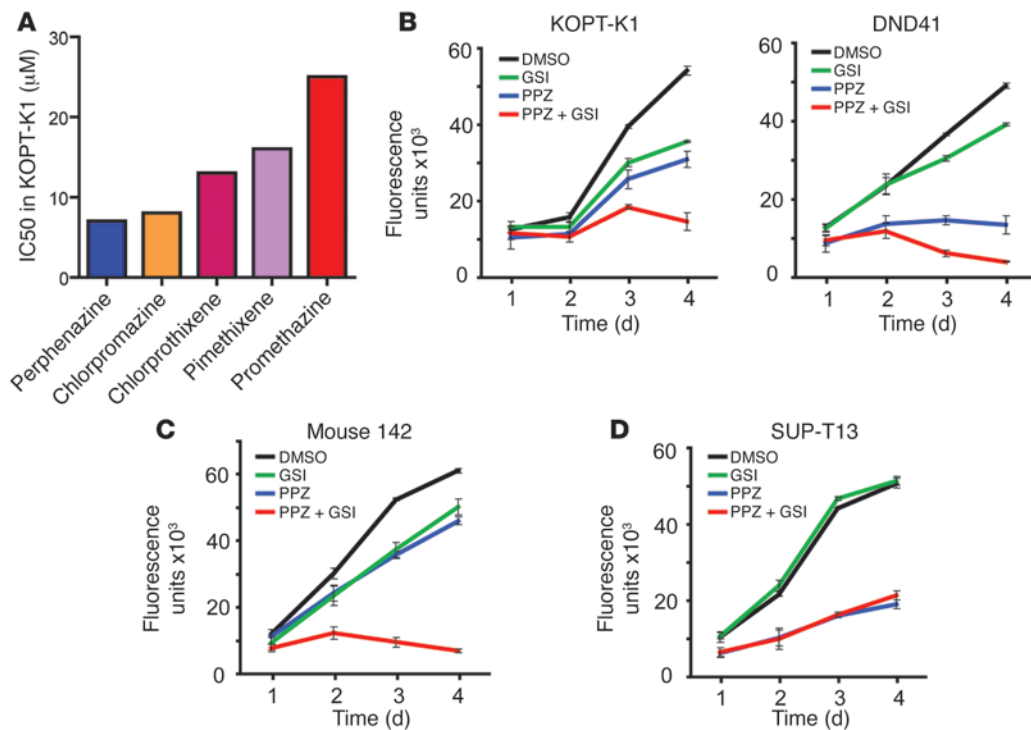 A
IC50 in KOPT-K1 (μM)
30
20
10
0
Perphenazine
Chlorpromazine
Chlorprothixene
Pimethixene
Promethazine
B
KOPT-K1
Fluorescence
units x10³
60
40
20
0
DMSO
GSI
PPZ
PPZ + GSI
1 2 3 4
Time (d)
DND41
60
40
20
0
DMSO
GSI
PPZ
PPZ + GSI
1 2 3 4
Time (d)
C
Mouse 142
Fluorescence
units x10³
60
40
20
0
DMSO
GSI
PPZ
PPZ + GSI
1 2 3 4
Time (d)
D
SUP-T13
Fluorescence
units x10³
60
40
20
0
DMSO
GSI
PPZ
PPZ + GSI
1 2 3 4
Time (d)